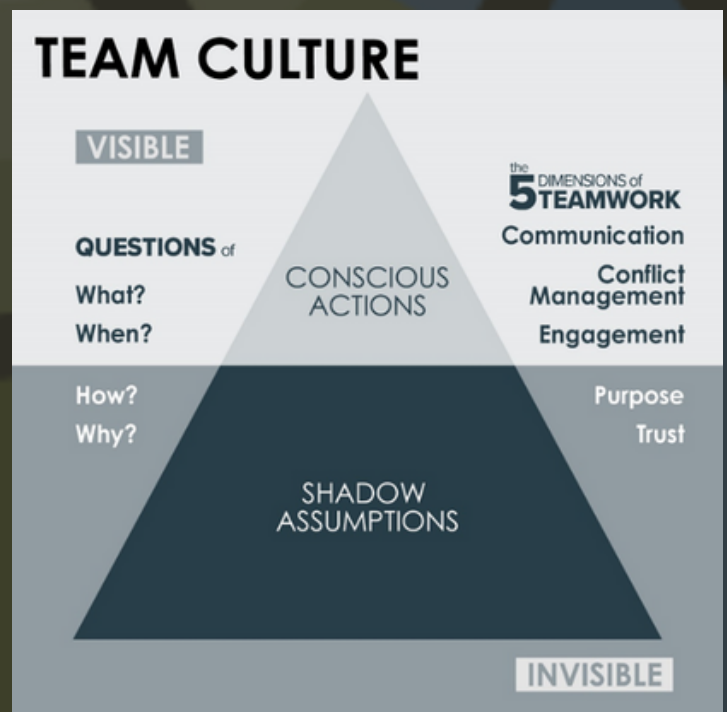 TEAM CULTURE
VISIBLE
QUESTIONS of
What?
When?
How?
Why?
CONSCIOUS
ACTIONS
SHADOW
ASSUMPTIONS
the
5 DIMENSIONS of
TEAMWORK
Communication
Conflict
Management
Engagement
Purpose
Trust
INVISIBLE